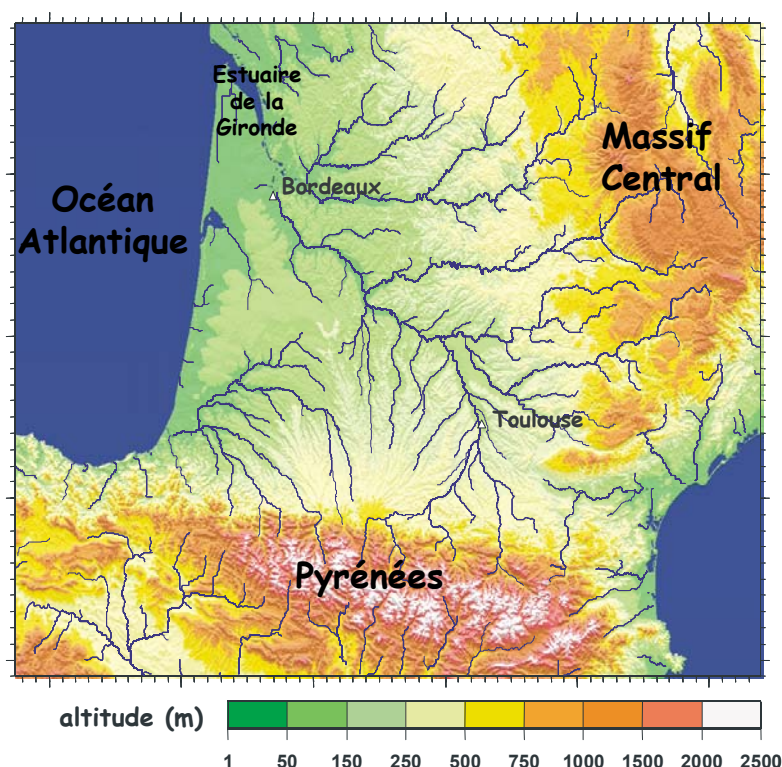 Estuaire
de la
Gironde
Massif
Central
Bordeaux
Océan
Atlantique
Toulouse
Pyrénées
altitude (m)
1 50 150 250 500 750 1000 1500 2000 2500